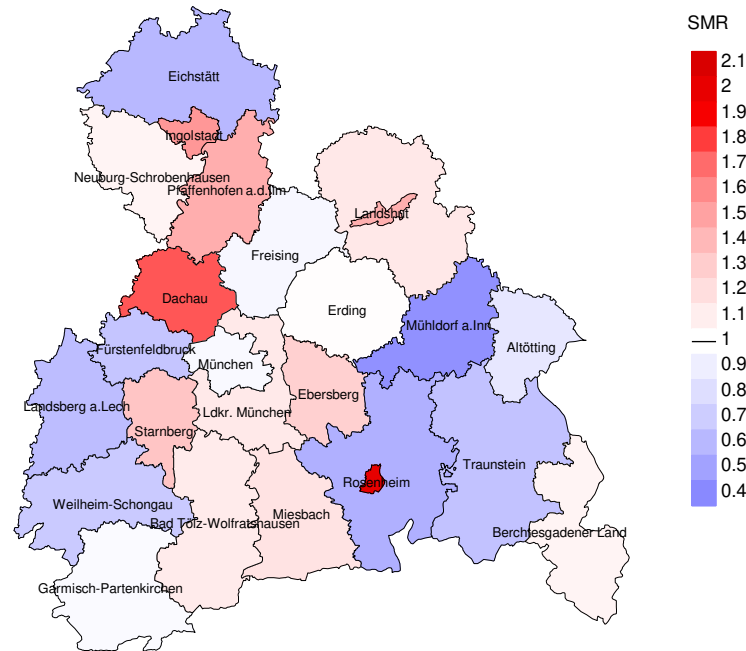 SMR
2.1
2
1.9
1.8
1.7
1.6
1.5
1.4
1.3
1.2
1.1
1
0.9
0.8
0.7
0.6
0.5
0.4
Eichstätt
Ingolstadt
Neuburg-Schrobenhausen
Pfaffenhofen a.d.Ilm
Landshut
Freising
Dachau
Erding
Mühldorf a.Inn
Altötting
Fürstenfeldbruck
München
Ebersberg
Landsberg a.Lech
Ldkr. München
Starnberg
Traunstein
Rosenheim
Weilheim-Schongau
Miesbach
Bad Tölz-Wolfratshausen
Berchtesgadener Land
Garmisch-Partenkirchen